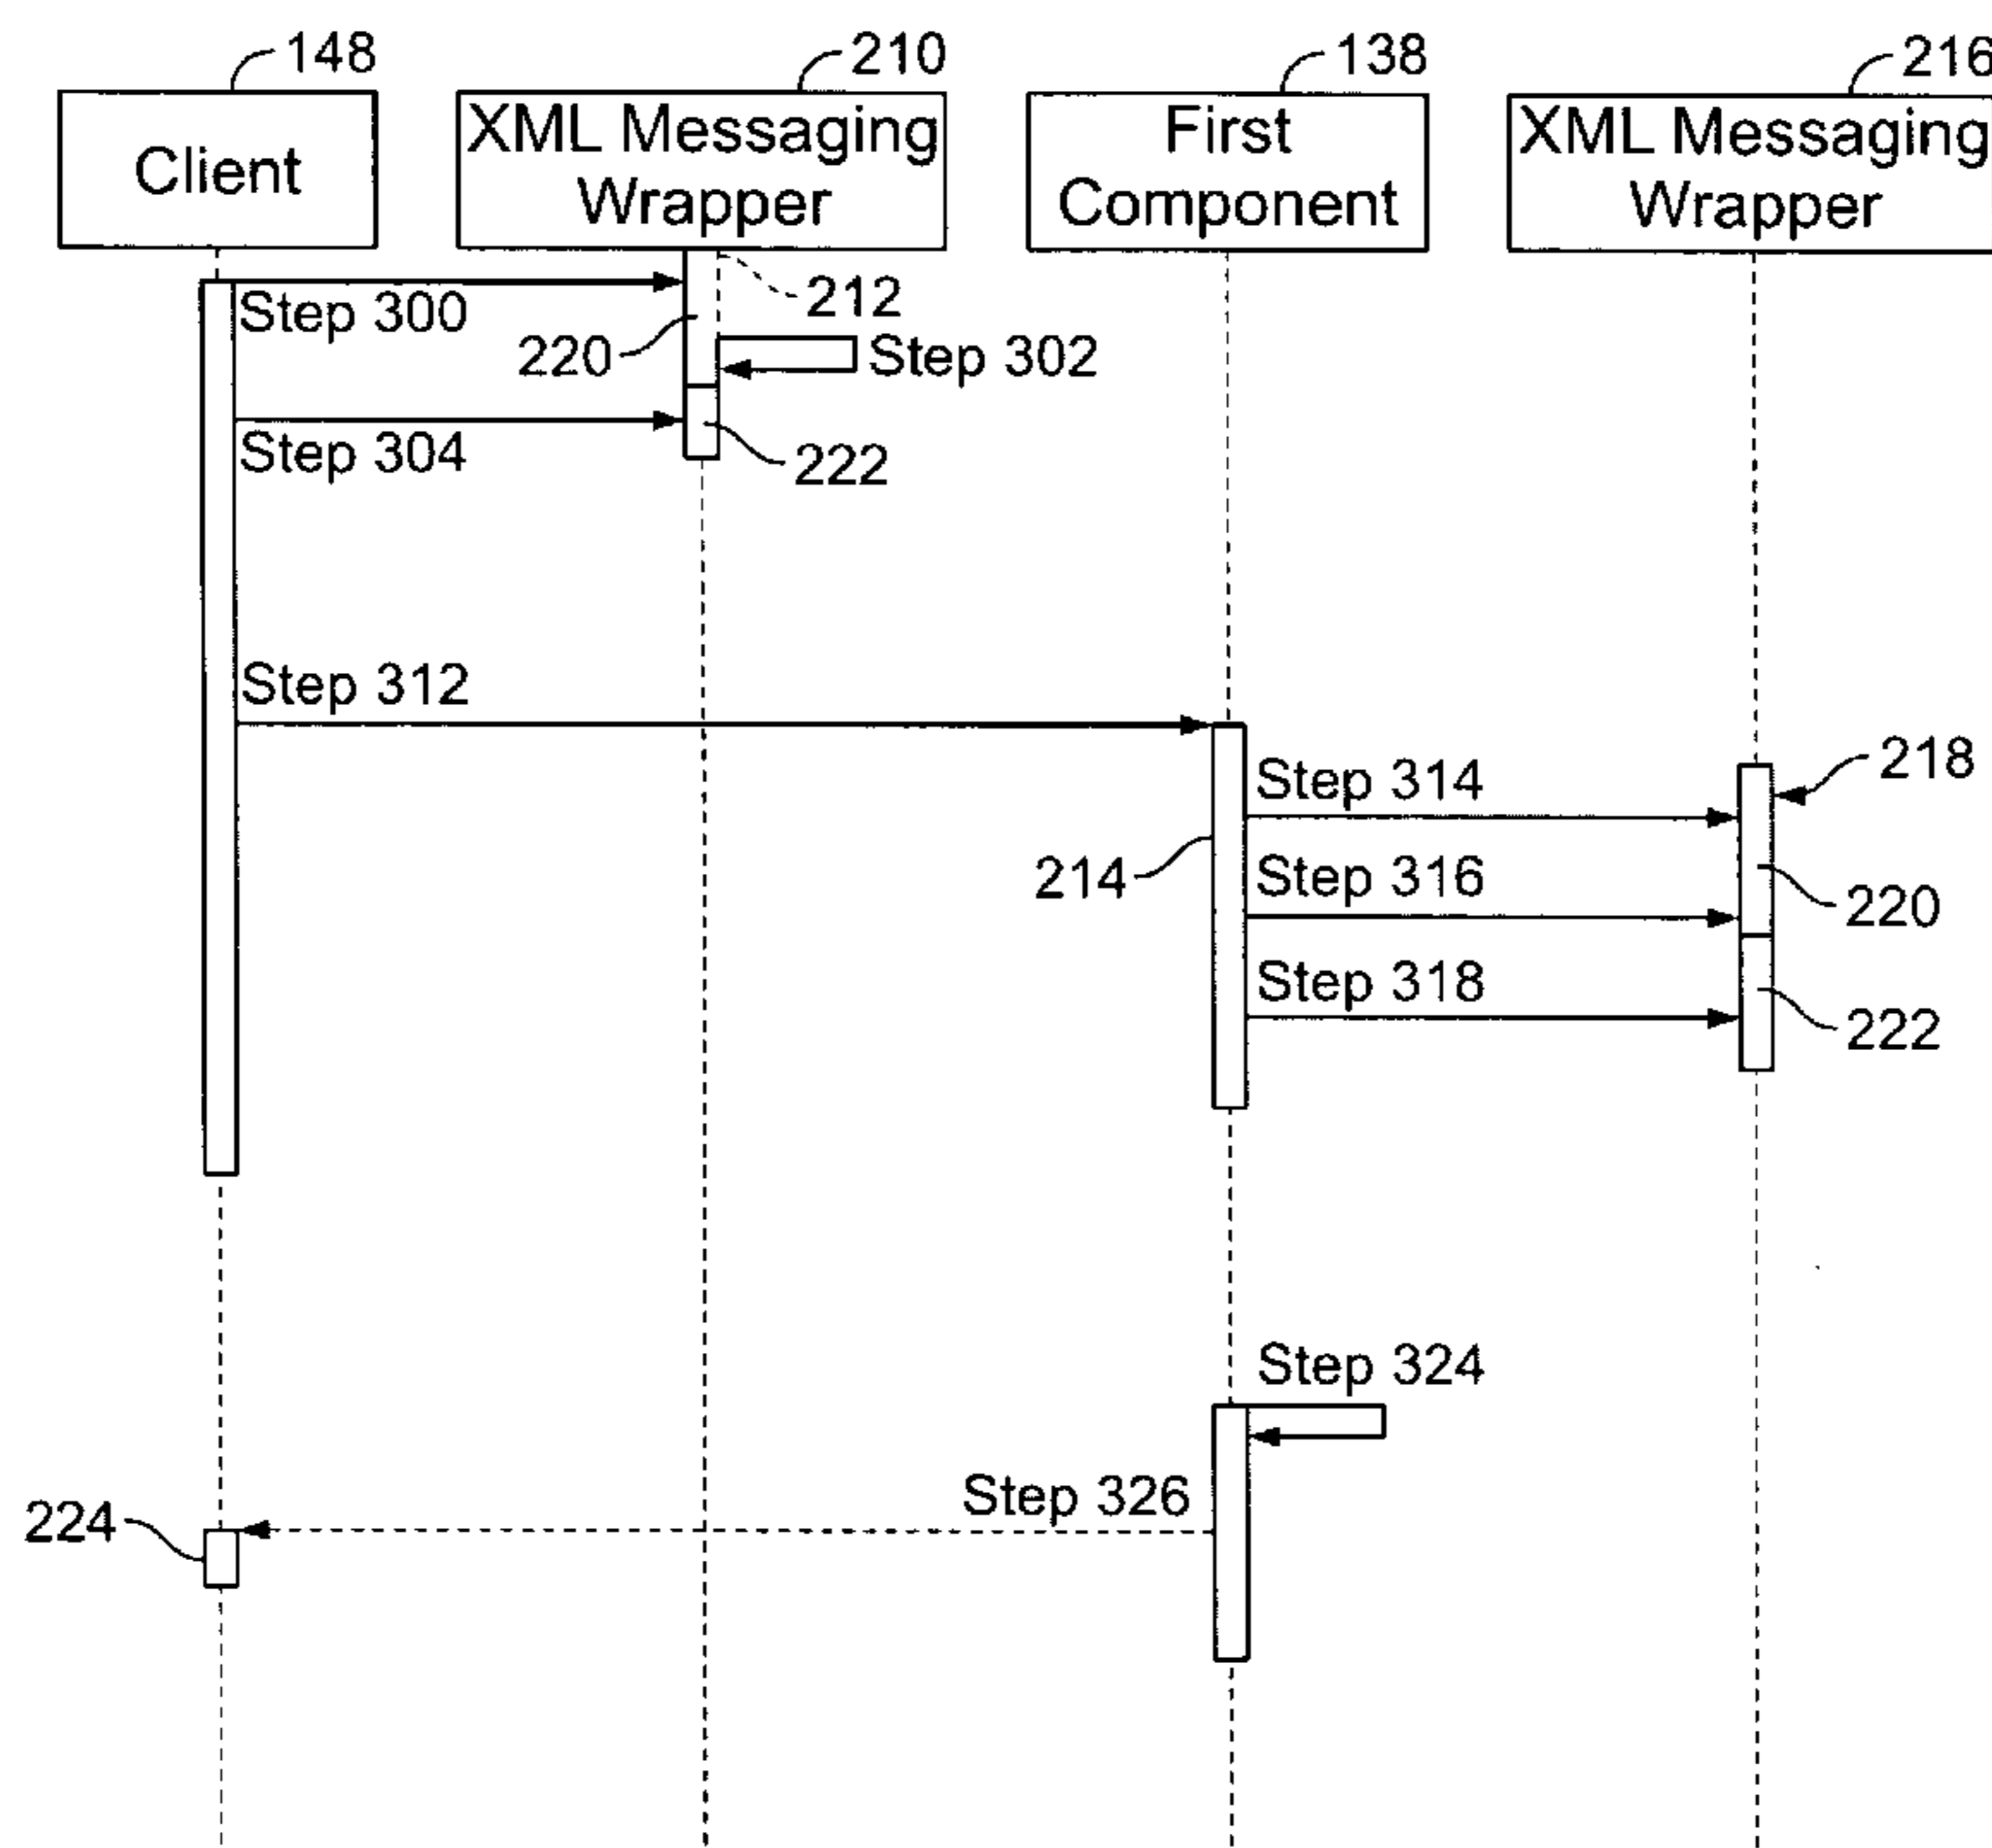 148
210
138
216
Client
XML Messaging
Wrapper
First
Component
XML Messaging
Wrapper
Step 300
212
220
Step 302
Step 304
222
Step 312
218
Step 314
214
Step 316
220
Step 318
222
Step 324
Step 326
224